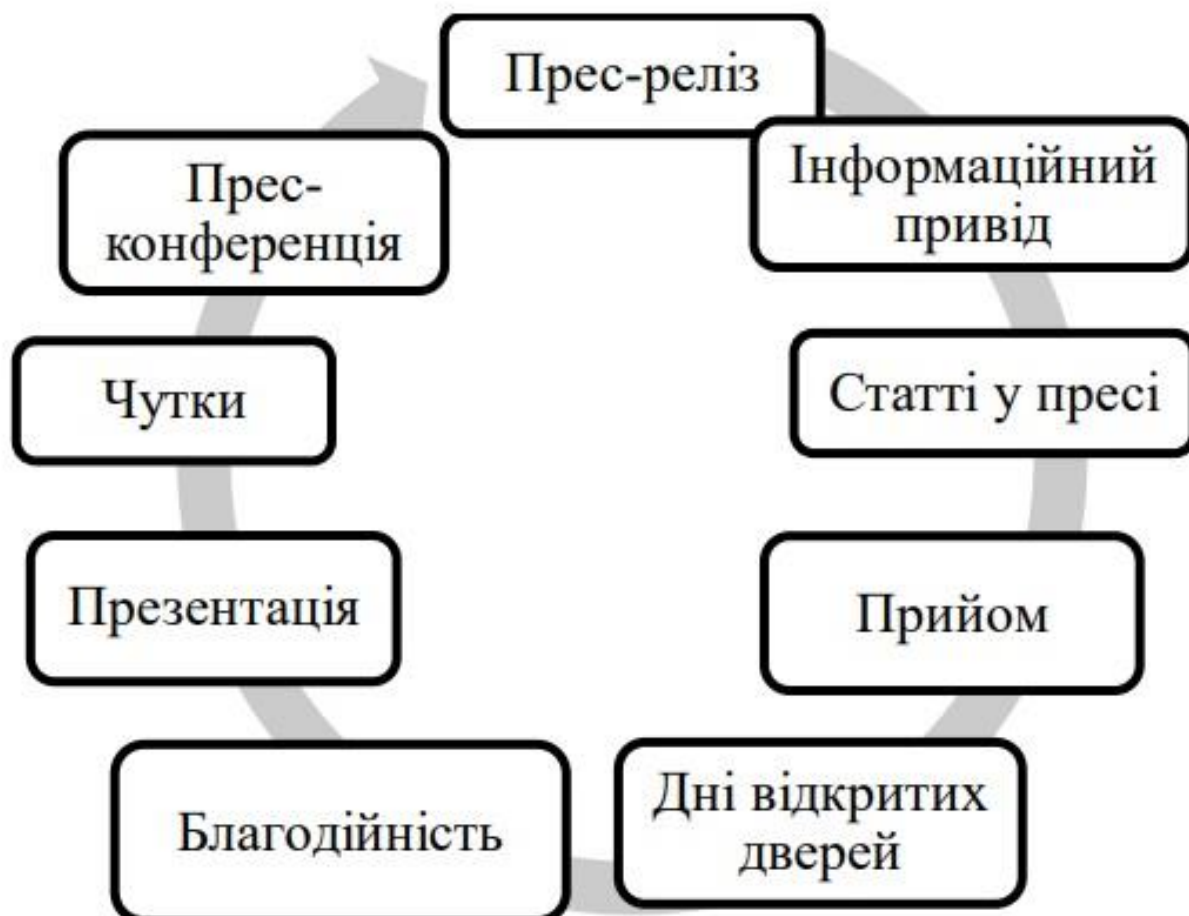 Прес-реліз
Інформаційний
привід
Статті у пресі
Прийом
Дні відкритих
дверей
Благодійність
Презентація
Чутки
Прес-
конференція